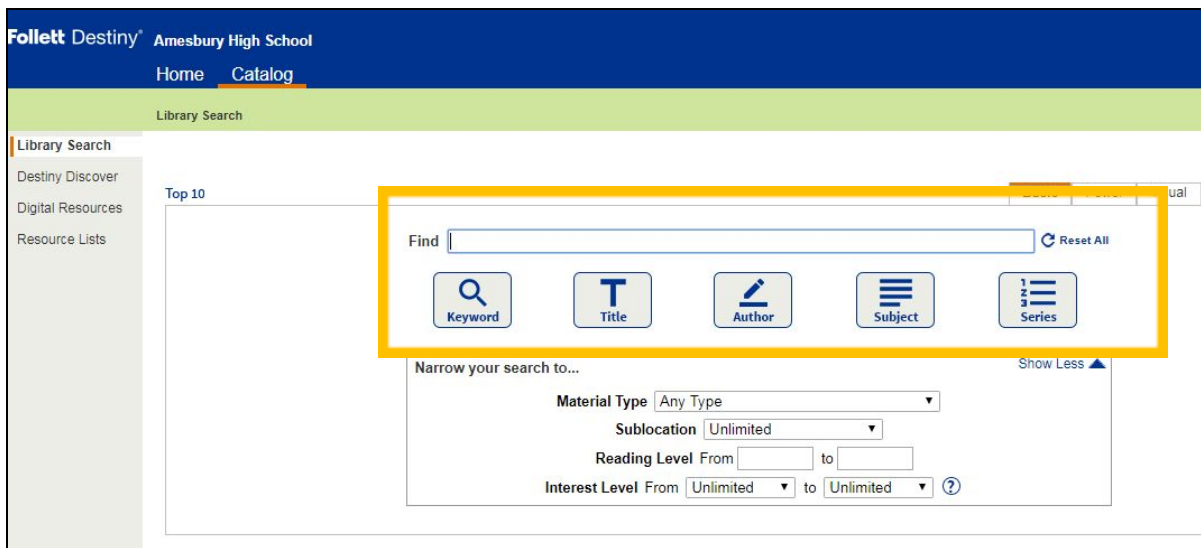 Follett Destiny® Amesbury High School
Home Catalog
Library Search
Library Search
Destiny Discover
Digital Resources
Resource Lists
Top 10
Find Reset All
Keyword Title Author Subject Series
Narrow your search to... Show Less
Material Type Any Type
Sublocation Unlimited
Reading Level From to
Interest Level From Unlimited to Unlimited ?